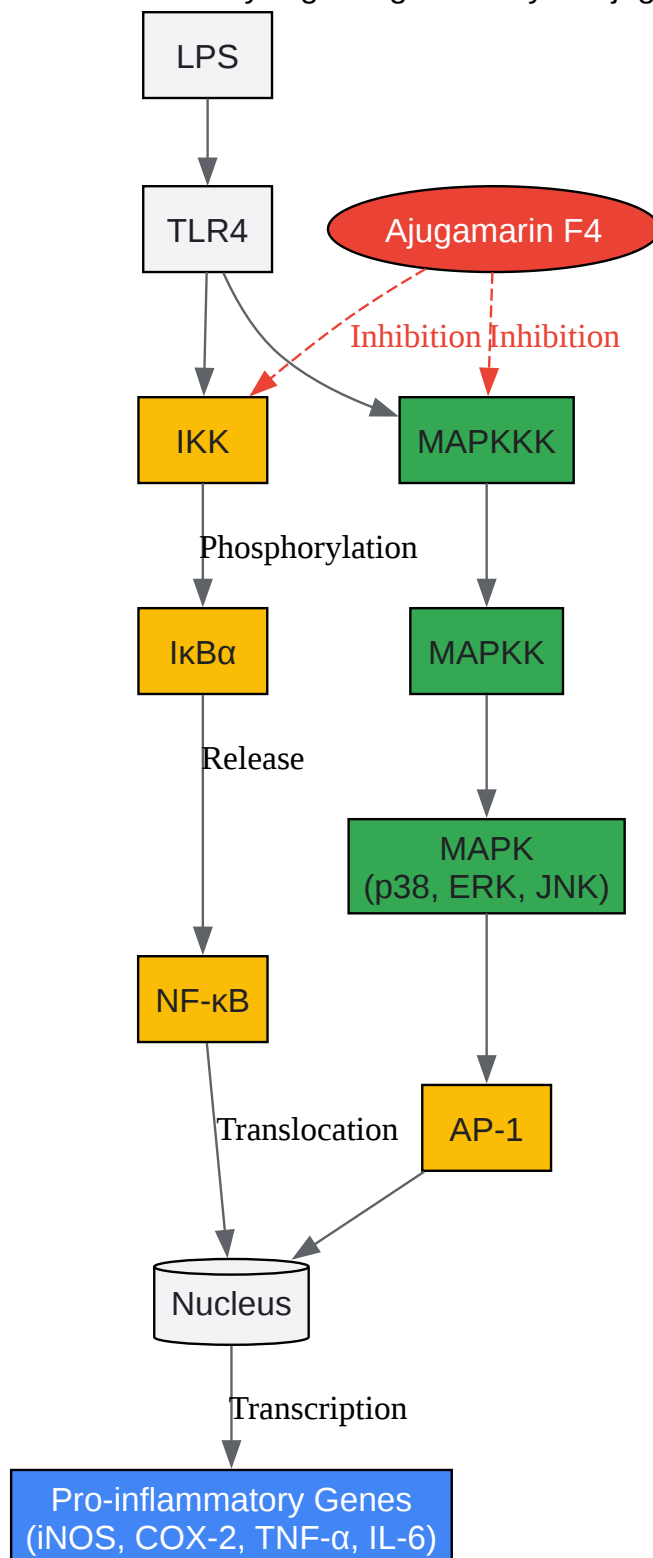 LPS
TLR4
Ajugamarin F4
Inhibition
Inhibition
IKK
MAPKKK
Phosphorylation
IκBα
MAPKK
Release
MAPK
(p38, ERK, JNK)
NF-κB
Translocation
AP-1
Nucleus
Transcription
Pro-inflammatory Genes
(iNOS, COX-2, TNF-α, IL-6)